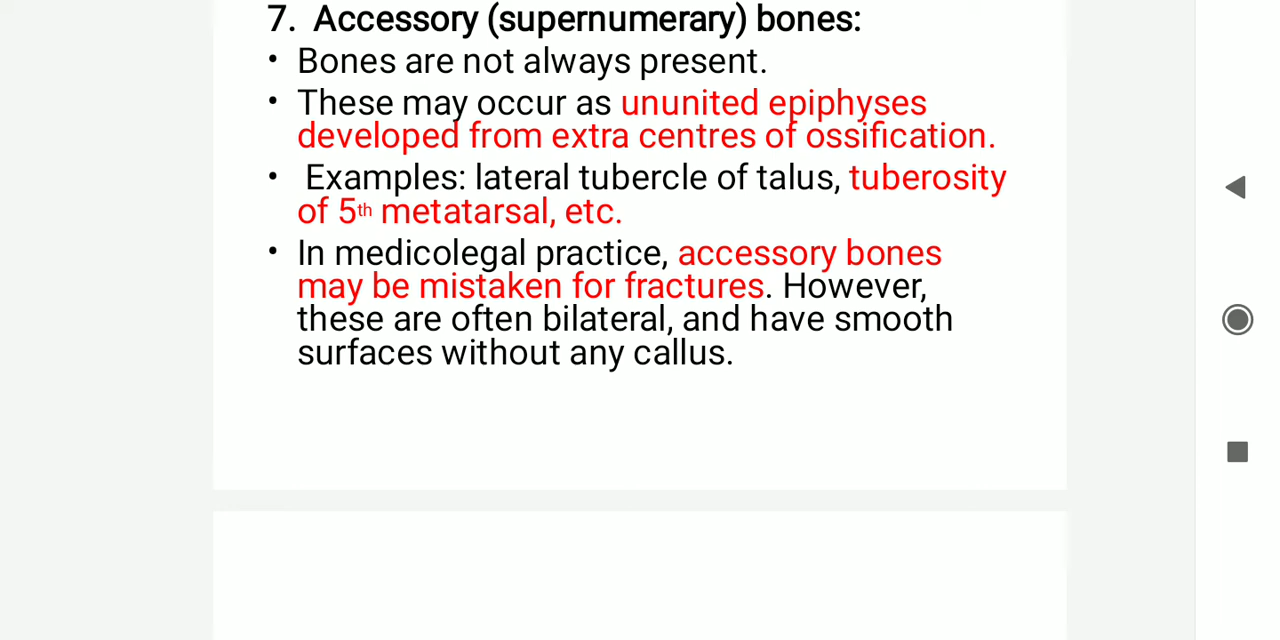 7. Accessory (supernumerary) bones:
• Bones are not always present.
• These may occur as ununited epiphyses
developed from extra centres of ossification.
• Examples: lateral tubercle of talus, tuberosity
of 5th metatarsal, etc.
• In medicolegal practice, accessory bones
may be mistaken for fractures. However,
these are often bilateral, and have smooth
surfaces without any callus.